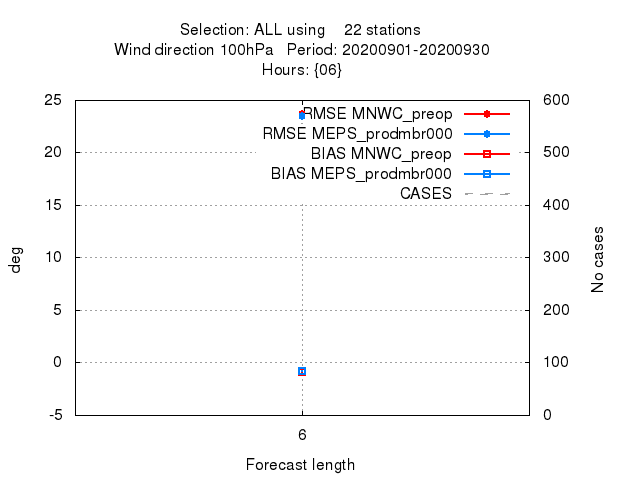 Selection: ALL using    22 stations
Wind direction 100hPa   Period: 20200901-20200930
Hours: {06}
25
20
15
10
5
0
-5
deg
RMSE MNWC_preop
RMSE MEPS_prodmbr000
BIAS MNWC_preop
BIAS MEPS_prodmbr000
CASES
600
500
400
300
200
100
0
No cases
6
Forecast length